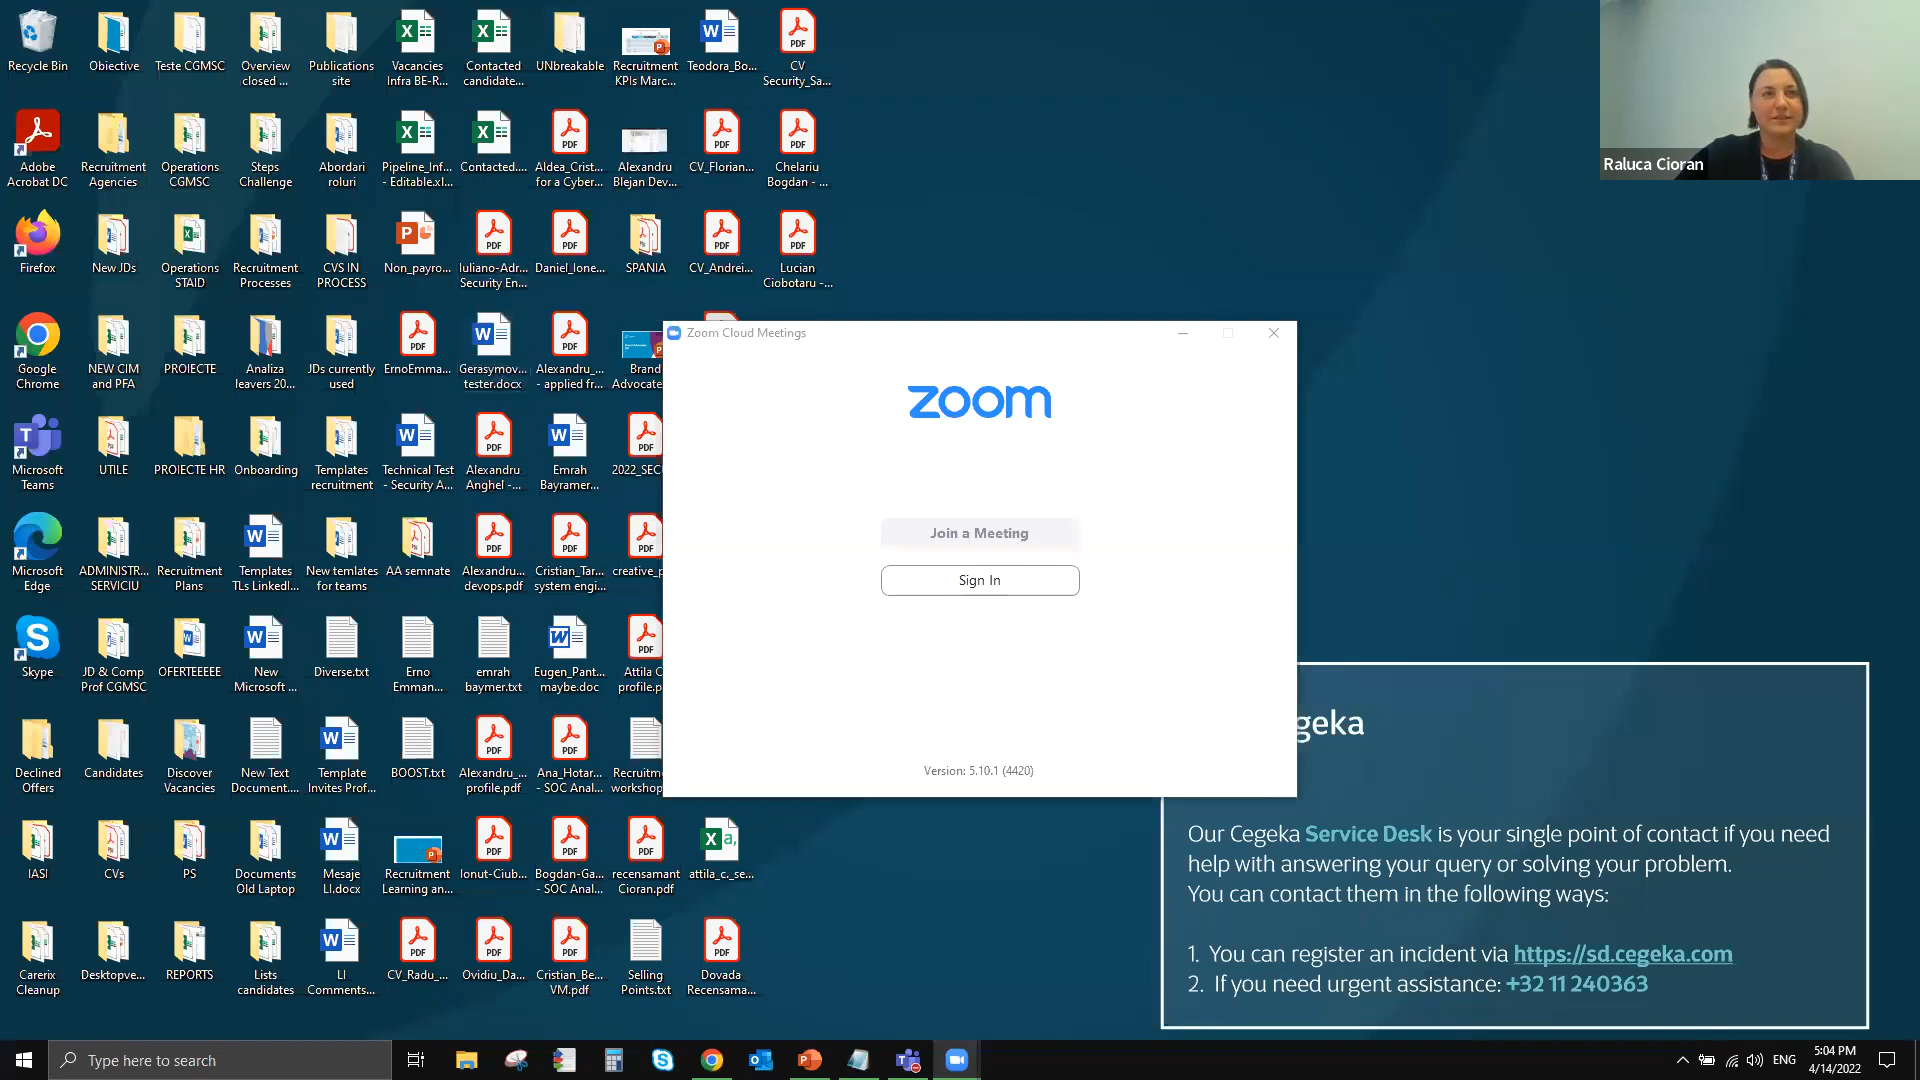 Recycle Bin
Obiective
Teste CGMSC
Overview
closed ...
Publications
site
Vacancies
Infra BE-R...
Contacted
candidate...
UNbreakable
Recruitment
KPIs Marc...
Teodora_Bo...
CV
Security_Sa...
Raluca Cioran
Adobe
Acrobat DC
Recruitment
Agencies
Operations
CGMSC
Steps
Challenge
Abordari
roluri
Pipeline_Inf...
- Editable.xl...
Contacted....
Aldea_Crist...
for a Cyber...
Alexandru
Blejan Dev...
CV_Florian...
Chelariu
Bogdan - ...
Firefox
New JDs
Operations
STAID
Recruitment
Processes
CVS IN
PROCESS
Non_payro...
Iuliano-Adr...
Security En...
Daniel_Ione...
SPANIA
CV_Andrei...
Lucian
Ciobotaru -...
Google
Chrome
NEW CIM
and PFA
PROIECTE
Analiza
leavers 20...
JDs currently
used
ErnoEmma...
Gerasymov...
tester.docx
Alexandru_...
- applied fr...
Brand
Advocate
Zoom Cloud Meetings
zoom
Join a Meeting
Sign In
Version: 5.10.1 (4420)
Microsoft
Teams
UTILE
PROIECTE HR
Onboarding
Templates
recruitment
Technical Test
- Security A...
Alexandru
Anghel -...
Emrah
Bayramer...
2022_SEC
Microsoft
Edge
ADMINISTR...
SERVICIU
Recruitment
Plans
Templates
TLs LinkedI...
New temlates
for teams
AA semnate
Alexandru...
devops.pdf
Cristian_Tar...
system engi...
creative_p
Skype
JD & Comp
Prof CGMSC
OFERTEEEEE
New
Microsoft ...
Diverse.txt
Erno
Emman...
emrah
baymer.txt
Eugen_Pant...
maybe.doc
Attila C
profile.p
Declined
Offers
Candidates
Discover
Vacancies
New Text
Document....
Template
Invites Prof...
BOOST.txt
Alexandru_...
profile.pdf
Ana_Hotar...
- SOC Anal...
Recruitm
workshop
IASI
CVs
PS
Documents
Old Laptop
Mesaje
LI.docx
Recruitment
Learning an...
Ionut-Ciub...
Bogdan-Ga...
- SOC Anal...
recensamant
Cioran.pdf
attila_c._se...
Carerix
Cleanup
Desktopve...
REPORTS
Lists
candidates
LI
Comments...
CV_Radu_...
Ovidiu_Da...
Cristian_Be...
VM.pdf
Selling
Points.txt
Dovada
Recensama...
geka
Our Cegeka Service Desk is your single point of contact if you need
help with answering your query or solving your problem.
You can contact them in the following ways:
1. You can register an incident via https://sd.cegeka.com
2. If you need urgent assistance: +32 11 240363
Type here to search
ENG
5:04 PM
4/14/2022